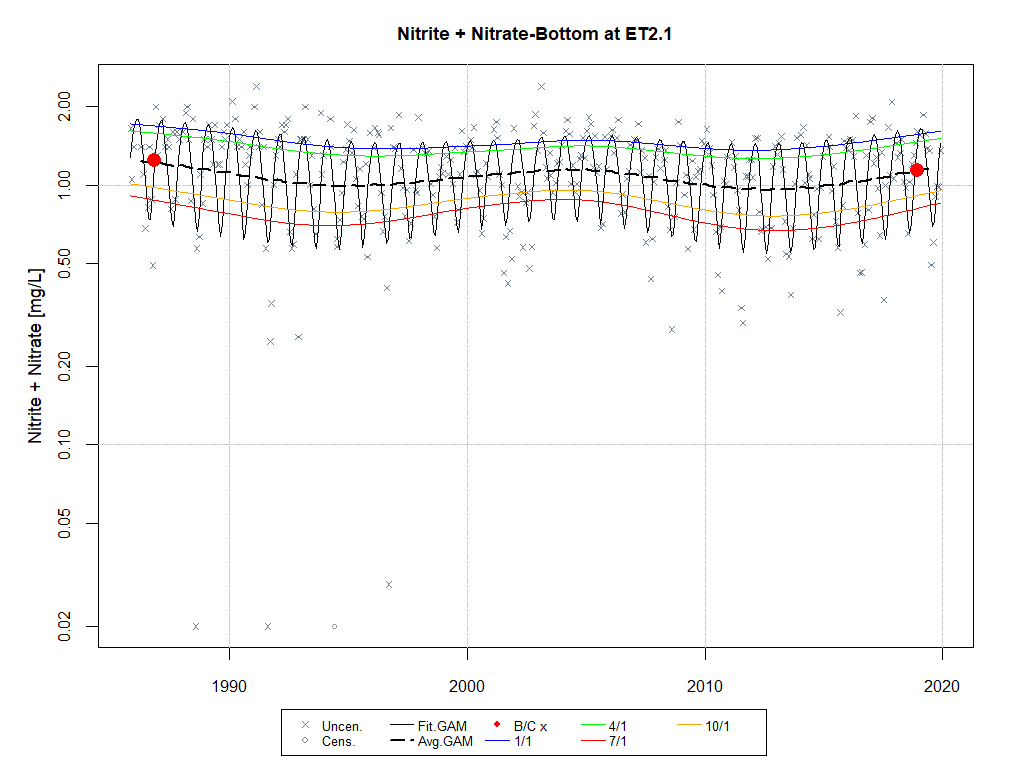 Nitrite + Nitrate-Bottom at ET2.1
Nitrite + Nitrate [mg/L]
2.00
1.00
0.50
0.20
0.10
0.05
0.02
1990
2000
2010
2020
Uncen. Fit.GAM B/C x 4/1 10/1
Cens. Avg.GAM 1/1 7/1